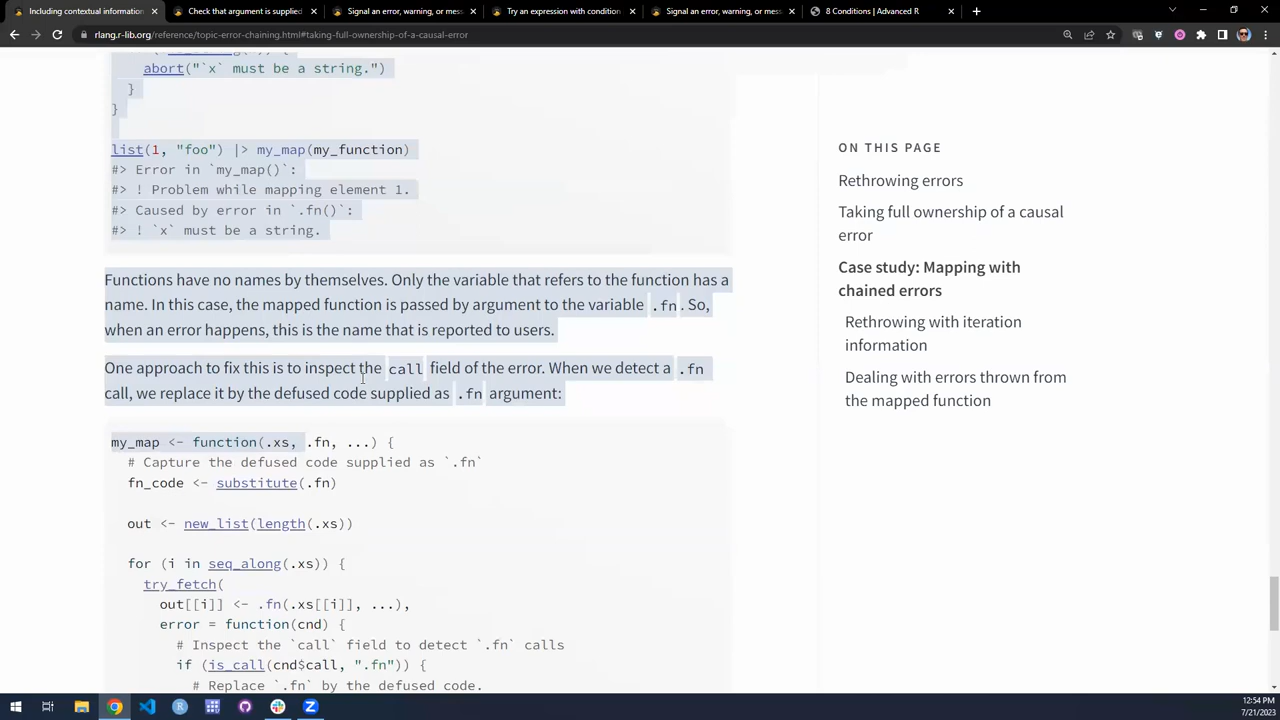 Including contextual information
Check that argument is supplied
Signal an error, warning, or mess
Try an expression with condition
Signal an error, warning, or mess
8 Conditions | Advanced R
rlang.r-lib.org/reference/topic-error-chaining.html#taking-full-ownership-of-a-causal-error
abort("`x` must be a string.")
}
}
list(1, "foo") |> my_map(my_function)
#> Error in `my_map()`:
#> ! Problem while mapping element 1.
#> Caused by error in `.fn()`:
#> ! `x` must be a string.
Functions have no names by themselves. Only the variable that refers to the function has a
name. In this case, the mapped function is passed by argument to the variable .fn. So,
when an error happens, this is the name that is reported to users.
One approach to fix this is to inspect the call field of the error. When we detect a .fn
call, we replace it by the defused code supplied as .fn argument:
my_map <- function(.xs, .fn, ...) {
# Capture the defused code supplied as `.fn`
fn_code <- substitute(.fn)
out <- new_list(length(.xs))
for (i in seq_along(.xs)) {
try_fetch(
out[[i]] <- .fn(.xs[[i]], ...),
error = function(cnd) {
# Inspect the `call` field to detect `.fn` calls
if (is_call(cnd$call, ".fn")) {
# Replace `.fn` by the defused code.
ON THIS PAGE
Rethrowing errors
Taking full ownership of a causal
error
Case study: Mapping with
chained errors
Rethrowing with iteration
information
Dealing with errors thrown from
the mapped function
12:54 PM
7/21/2023